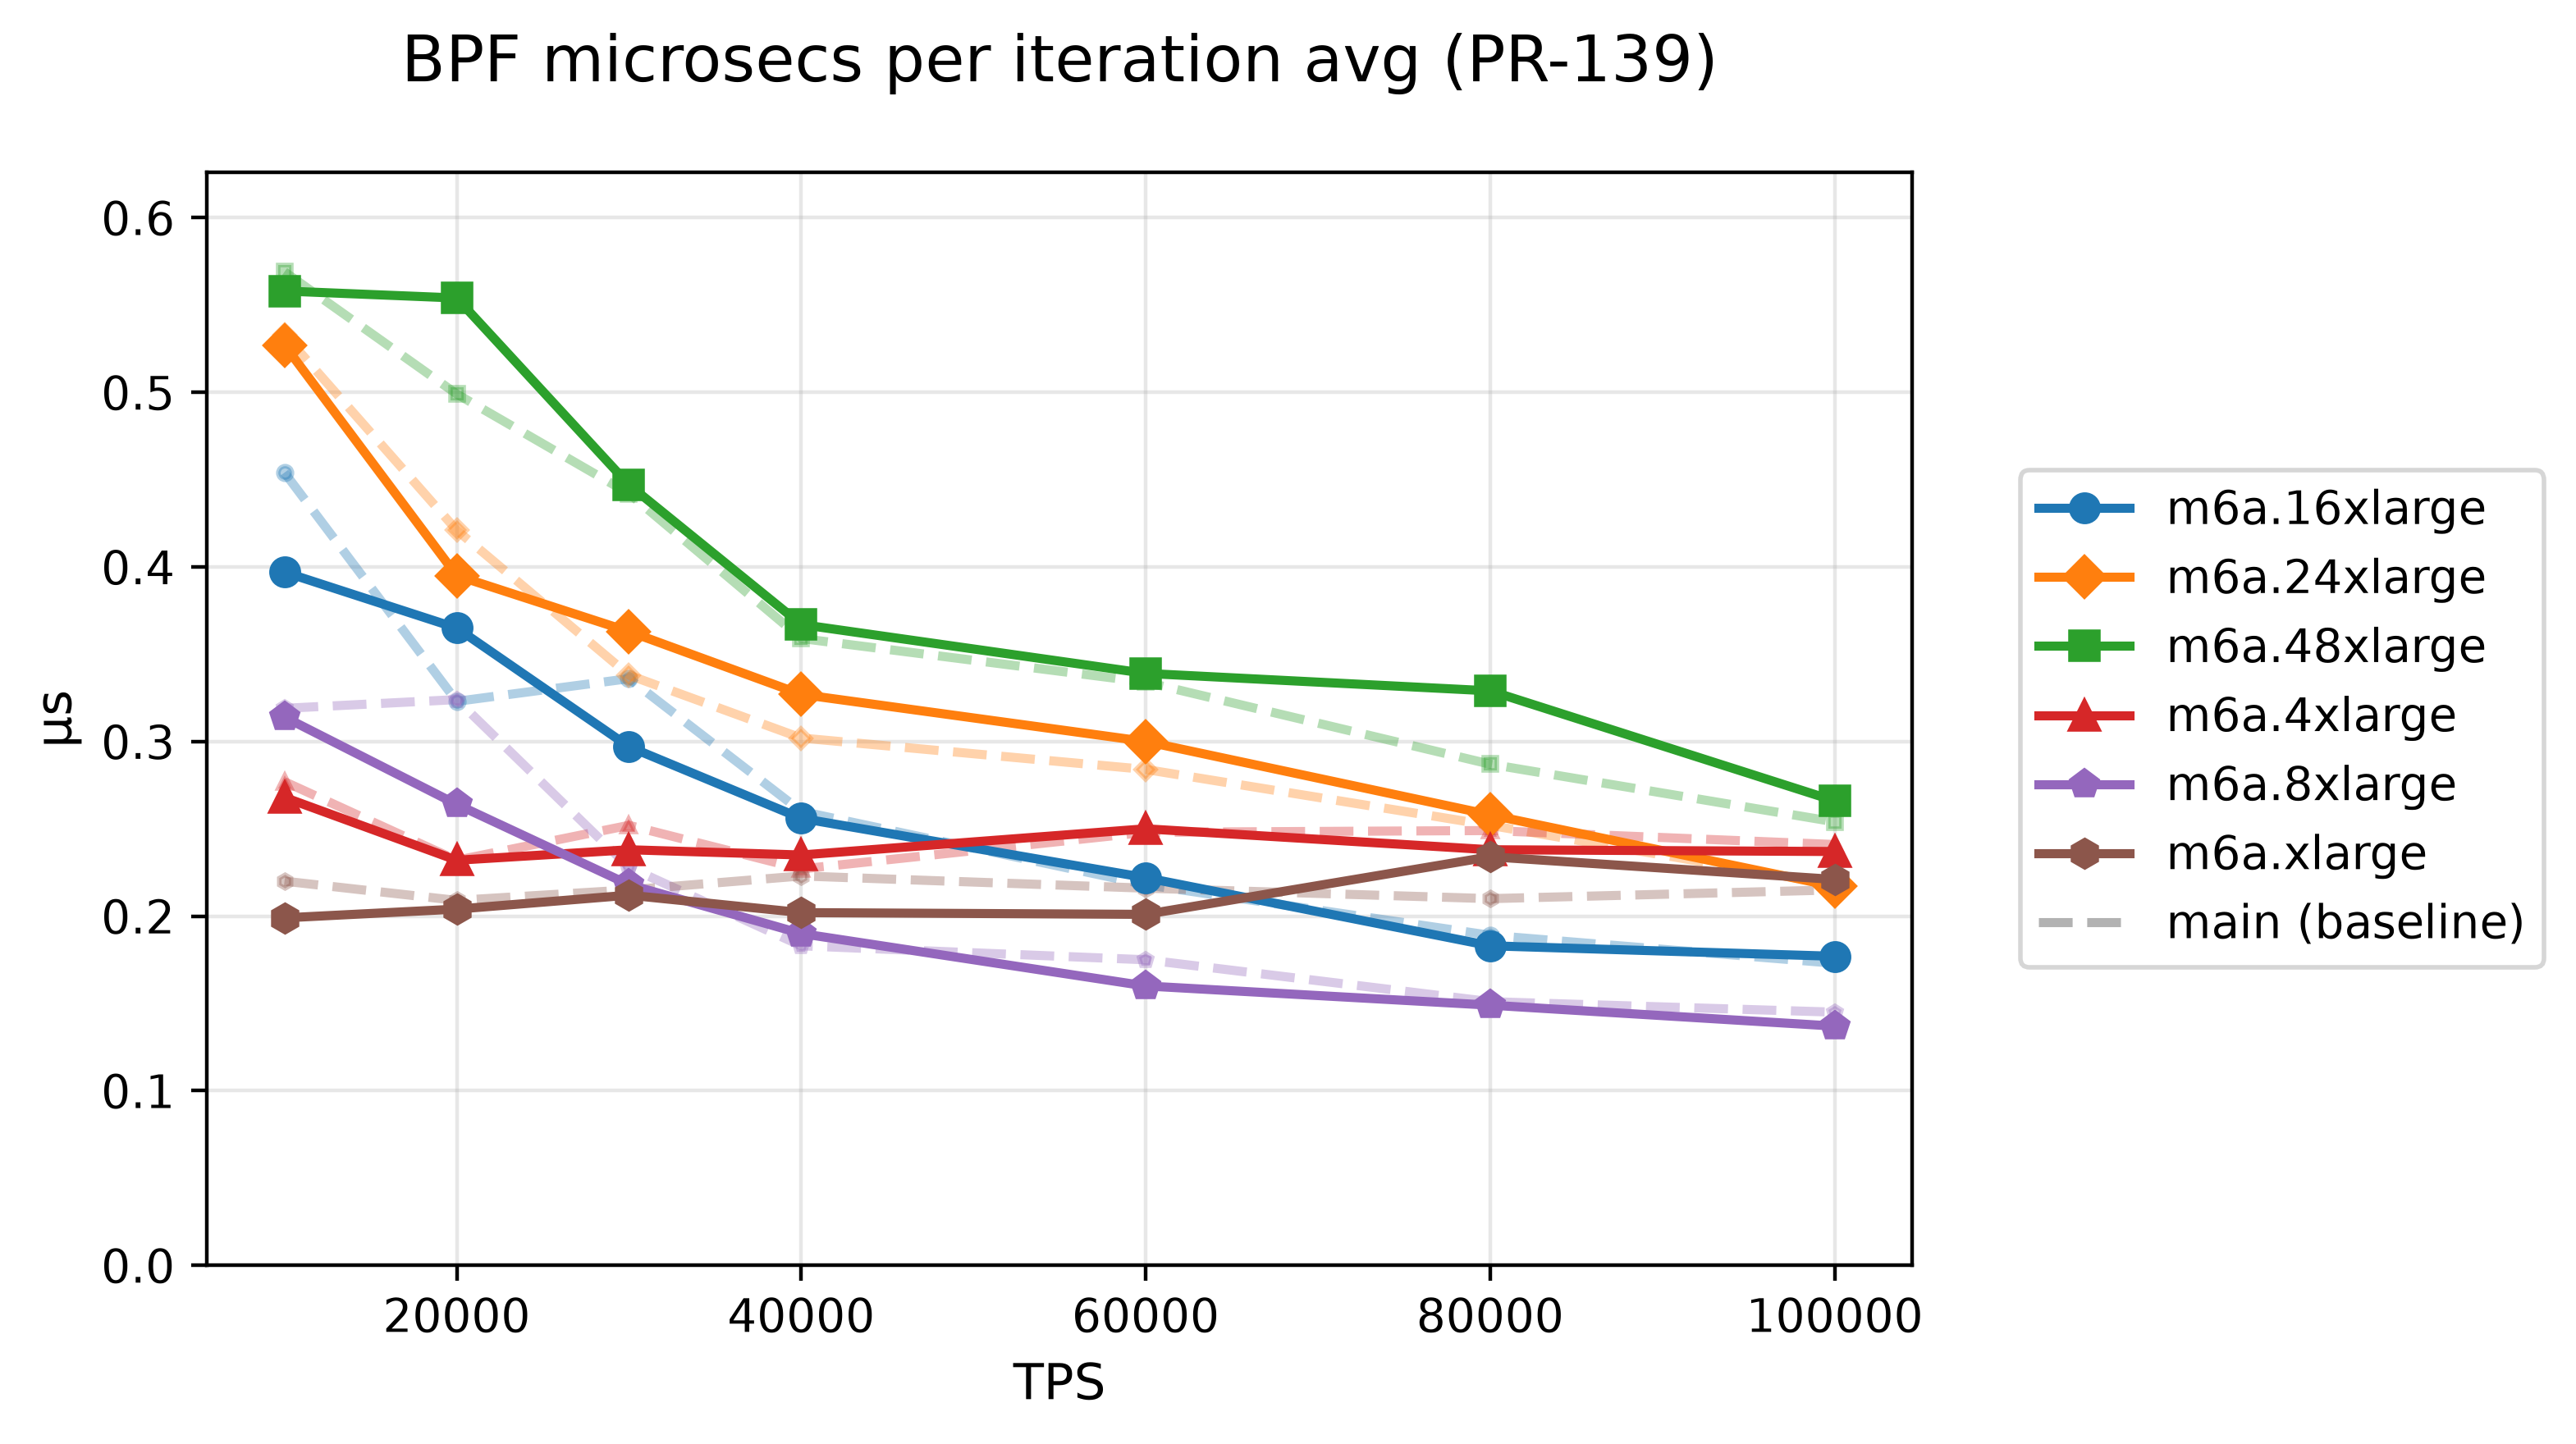 BPF microsecs per iteration avg (PR-139)
0.6
0.5
0.4
0.3
0.2
0.1
0.0
µs
20000 40000 60000 80000 100000
TPS
m6a.16xlarge
m6a.24xlarge
m6a.48xlarge
m6a.4xlarge
m6a.8xlarge
m6a.xlarge
main (baseline)